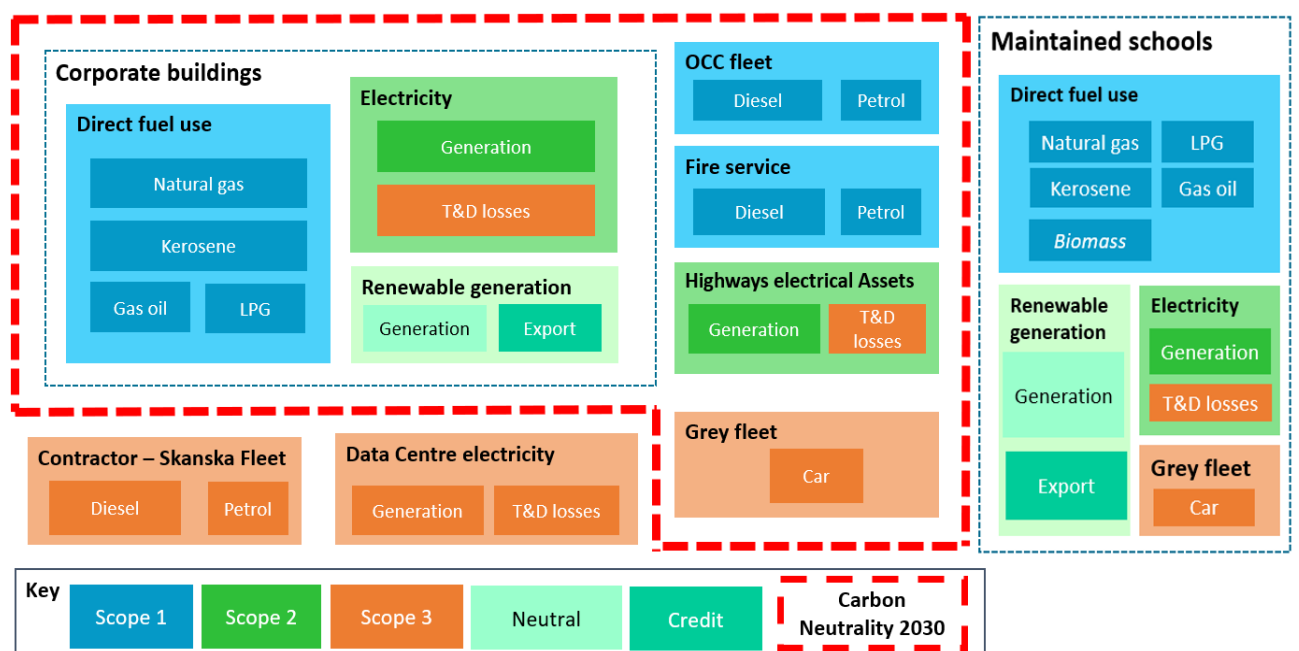 Corporate buildings
Direct fuel use
Natural gas
Kerosene
Gas oil
LPG
Electricity
Generation
T&D losses
Renewable generation
Generation
Export
OCC fleet
Diesel
Petrol
Fire service
Diesel
Petrol
Highways electrical Assets
Generation
T&D
losses
Grey fleet
Car
Contractor – Skanska Fleet
Diesel
Petrol
Data Centre electricity
Generation
T&D losses
Maintained schools
Direct fuel use
Natural gas
LPG
Kerosene
Gas oil
Biomass
Renewable
generation
Generation
Export
Electricity
Generation
T&D losses
Grey fleet
Car
Key
Scope 1
Scope 2
Scope 3
Neutral
Credit
Carbon
Neutrality 2030